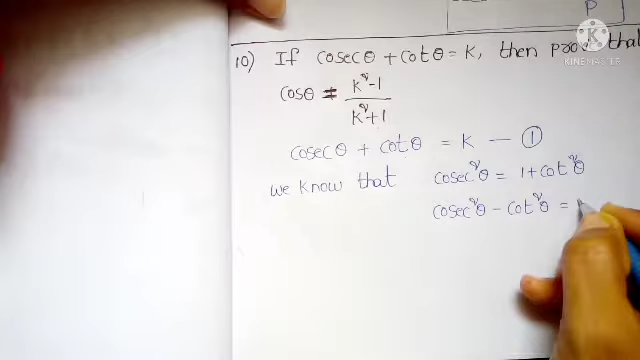 P
K
KINEMASTER
10) If cosecθ + cotθ = K, then prove that
cosθ = K²-1 / K²+1
cosecθ + cotθ = K — ①
we know that cosec²θ = 1 + cot²θ
cosec²θ - cot²θ =